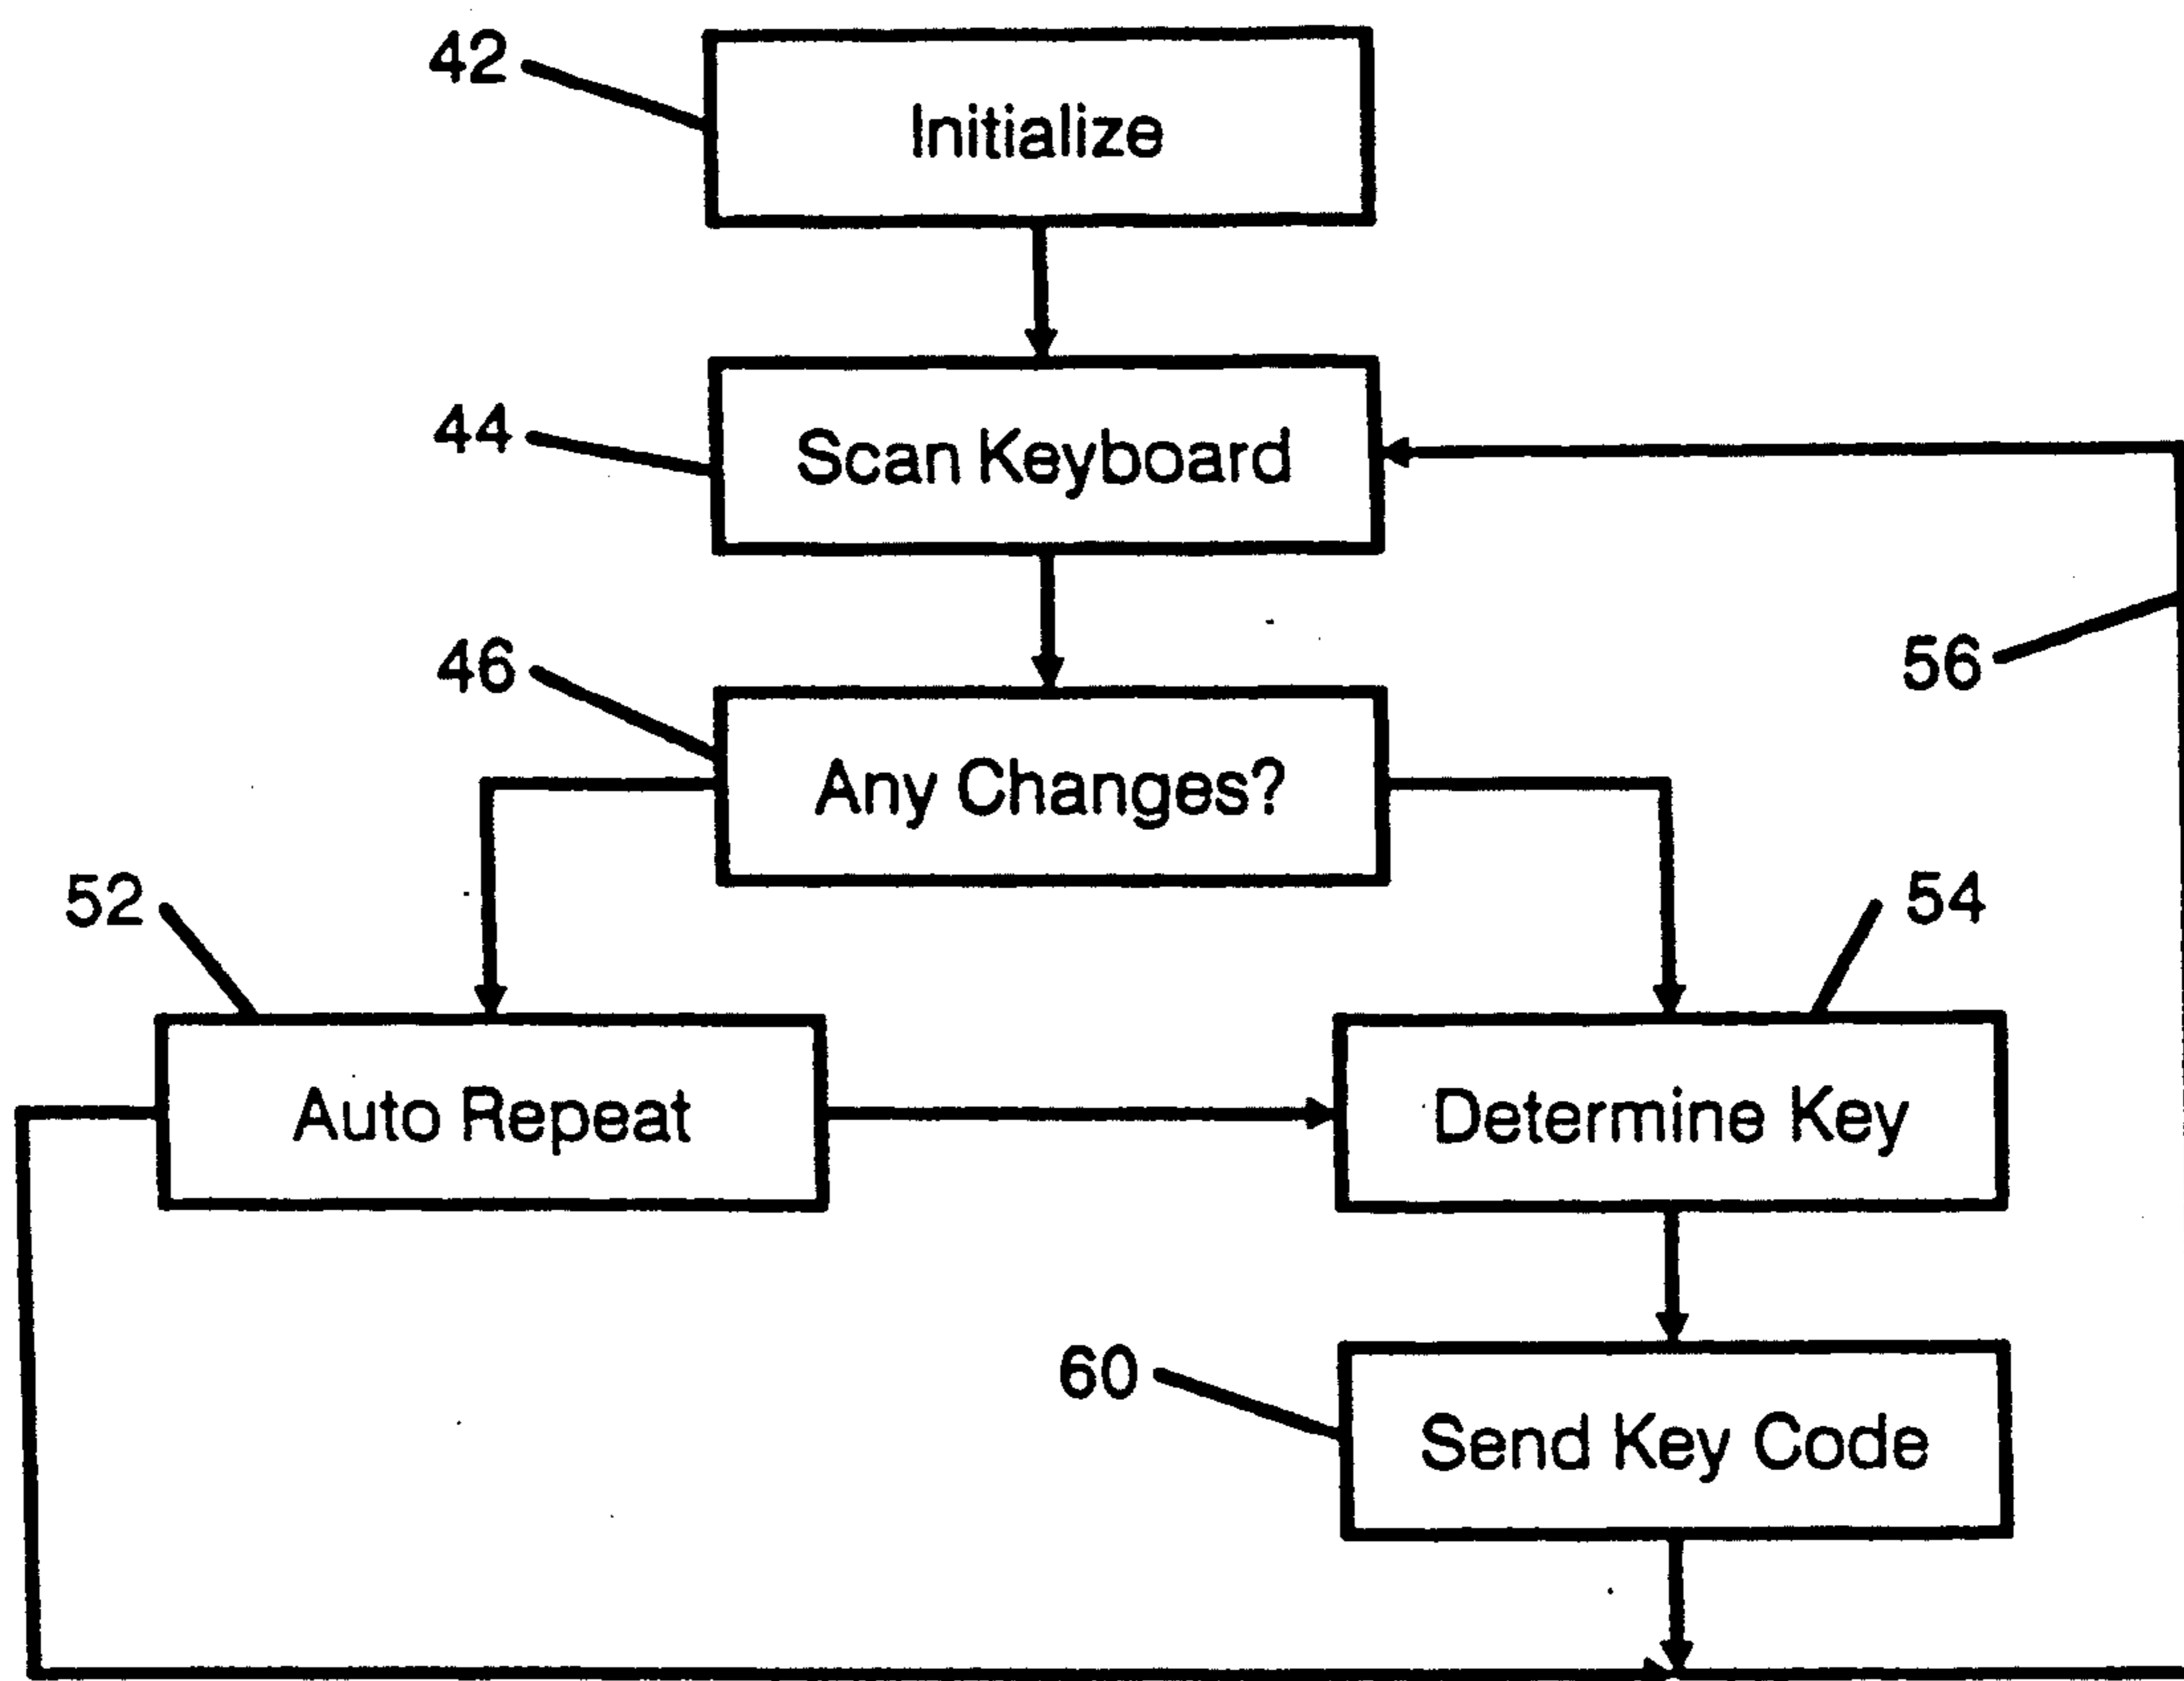 42
Initialize
44
Scan Keyboard
46
56
Any Changes?
52
54
Auto Repeat
Determine Key
60
Send Key Code